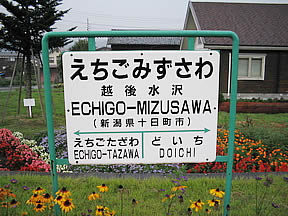 えちごみずさわ
越後水沢
ECHIGO-MIZUSAWA
(新潟県十日町市)
えちごたざわ どいち
ECHIGO-TAZAWA DOICHI